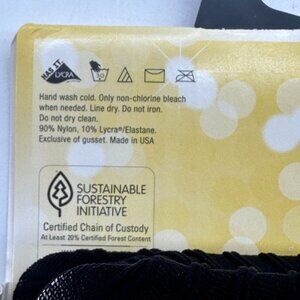 HAS IT.
LYCRA
Hand wash cold. Only non-chlorine bleach
when needed. Line dry. Do not iron.
Do not dry clean.
90% Nylon, 10% Lycra®/Elastane.
Exclusive of gusset. Made in USA
SUSTAINABLE
FORESTRY
INITIATIVE
Certified Chain of Custody
At Least 20% Certified Forest Content